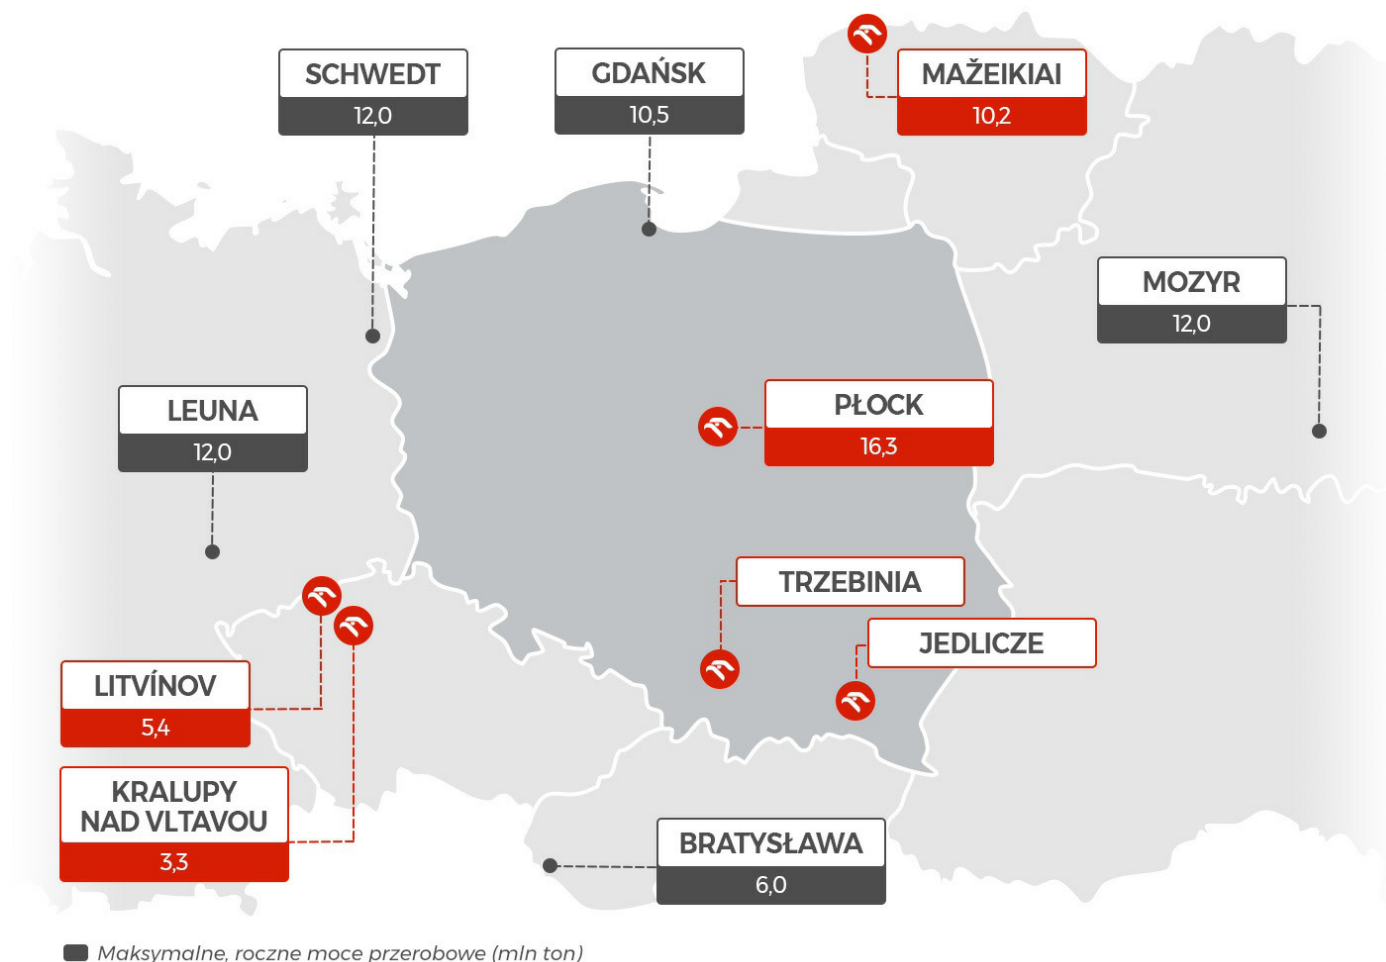 SCHWEDT
12,0
GDAŃSK
10,5
MAŽEIKIAI
10,2
MOZYR
12,0
LEUNA
12,0
PŁOCK
16,3
TRZEBINIA
JEDLICZE
LITVÍNOV
5,4
KRALUPY
NAD VLTAVOU
3,3
BRATYSŁAWA
6,0
Maksymalne, roczne moce przerobowe (mln ton)